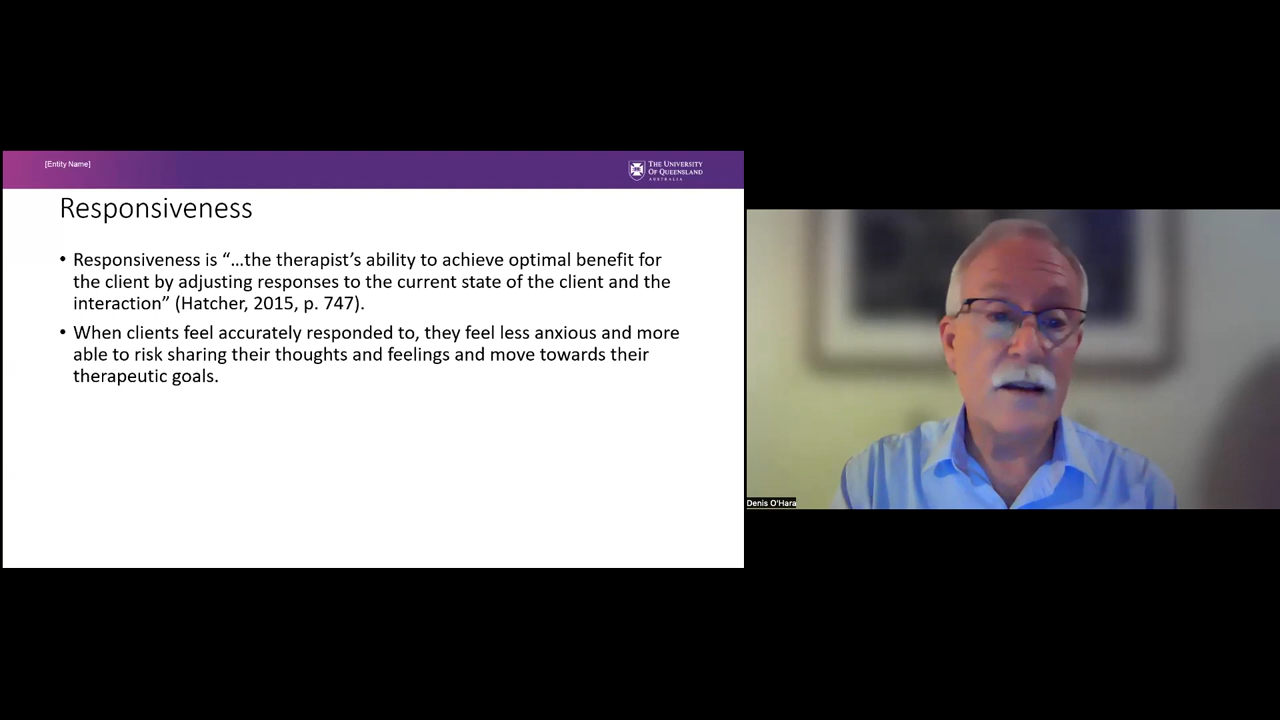 [Entity Name]
THE UNIVERSITY
OF QUEENSLAND
AUSTRALIA
Responsiveness
• Responsiveness is “…the therapist’s ability to achieve optimal benefit for
the client by adjusting responses to the current state of the client and the
interaction” (Hatcher, 2015, p. 747).
• When clients feel accurately responded to, they feel less anxious and more
able to risk sharing their thoughts and feelings and move towards their
therapeutic goals.
Denis O'Hara